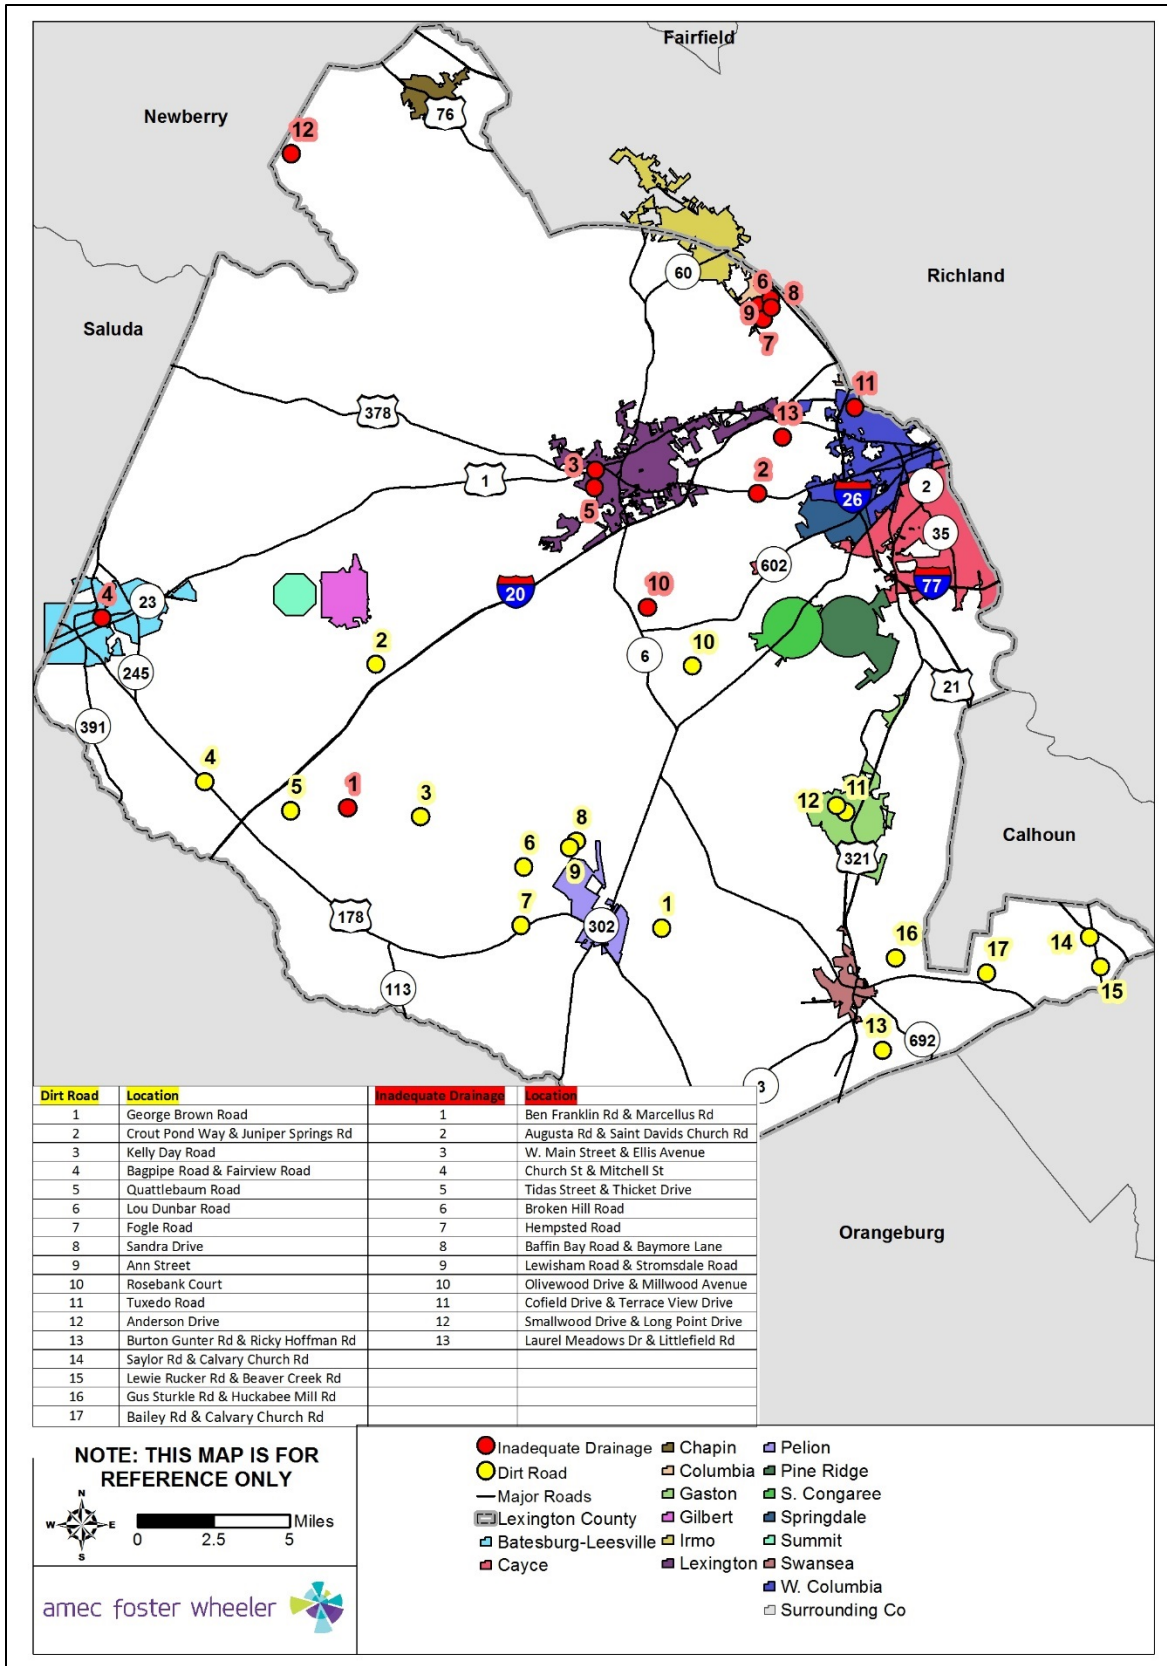 Fairfield
Newberry
76
12
60
Richland
6
8
9
7
Saluda
11
378
13
3
2
1
5
26
2
35
602
20
77
4
23
10
2
10
6
245
21
391
4
5
1
3
12
11
8
6
9
Calhoun
321
7
178
302
1
16
14
17
15
113
13
692
3
Dirt Road Location Inadequate Drainage Location
1 George Brown Road 1 Ben Franklin Rd & Marcellus Rd
2 Crout Pond Way & Juniper Springs Rd 2 Augusta Rd & Saint Davids Church Rd
3 Kelly Day Road 3 W. Main Street & Ellis Avenue
4 Bagpipe Road & Fairview Road 4 Church St & Mitchell St
5 Quattlebaum Road 5 Tidas Street & Thicket Drive
6 Lou Dunbar Road 6 Broken Hill Road
7 Fogle Road 7 Hempsted Road
8 Sandra Drive 8 Baffin Bay Road & Baymore Lane
9 Ann Street 9 Lewisham Road & Stromsdale Road
10 Rosebank Court 10 Olivewood Drive & Millwood Avenue
11 Tuxedo Road 11 Cofield Drive & Terrace View Drive
12 Anderson Drive 12 Smallwood Drive & Long Point Drive
13 Burton Gunter Rd & Ricky Hoffman Rd 13 Laurel Meadows Dr & Littlefield Rd
14 Saylor Rd & Calvary Church Rd
15 Lewie Rucker Rd & Beaver Creek Rd
16 Gus Sturkle Rd & Huckabee Mill Rd
17 Bailey Rd & Calvary Church Rd
Orangeburg
NOTE: THIS MAP IS FOR
REFERENCE ONLY
N
W E
S
Miles
0 2.5 5
amec foster wheeler
Inadequate Drainage
Dirt Road
Major Roads
Lexington County
Batesburg-Leesville
Cayce
Chapin
Columbia
Gaston
Gilbert
Irmo
Lexington
Pelion
Pine Ridge
S. Congaree
Springdale
Summit
Swansea
W. Columbia
Surrounding Co